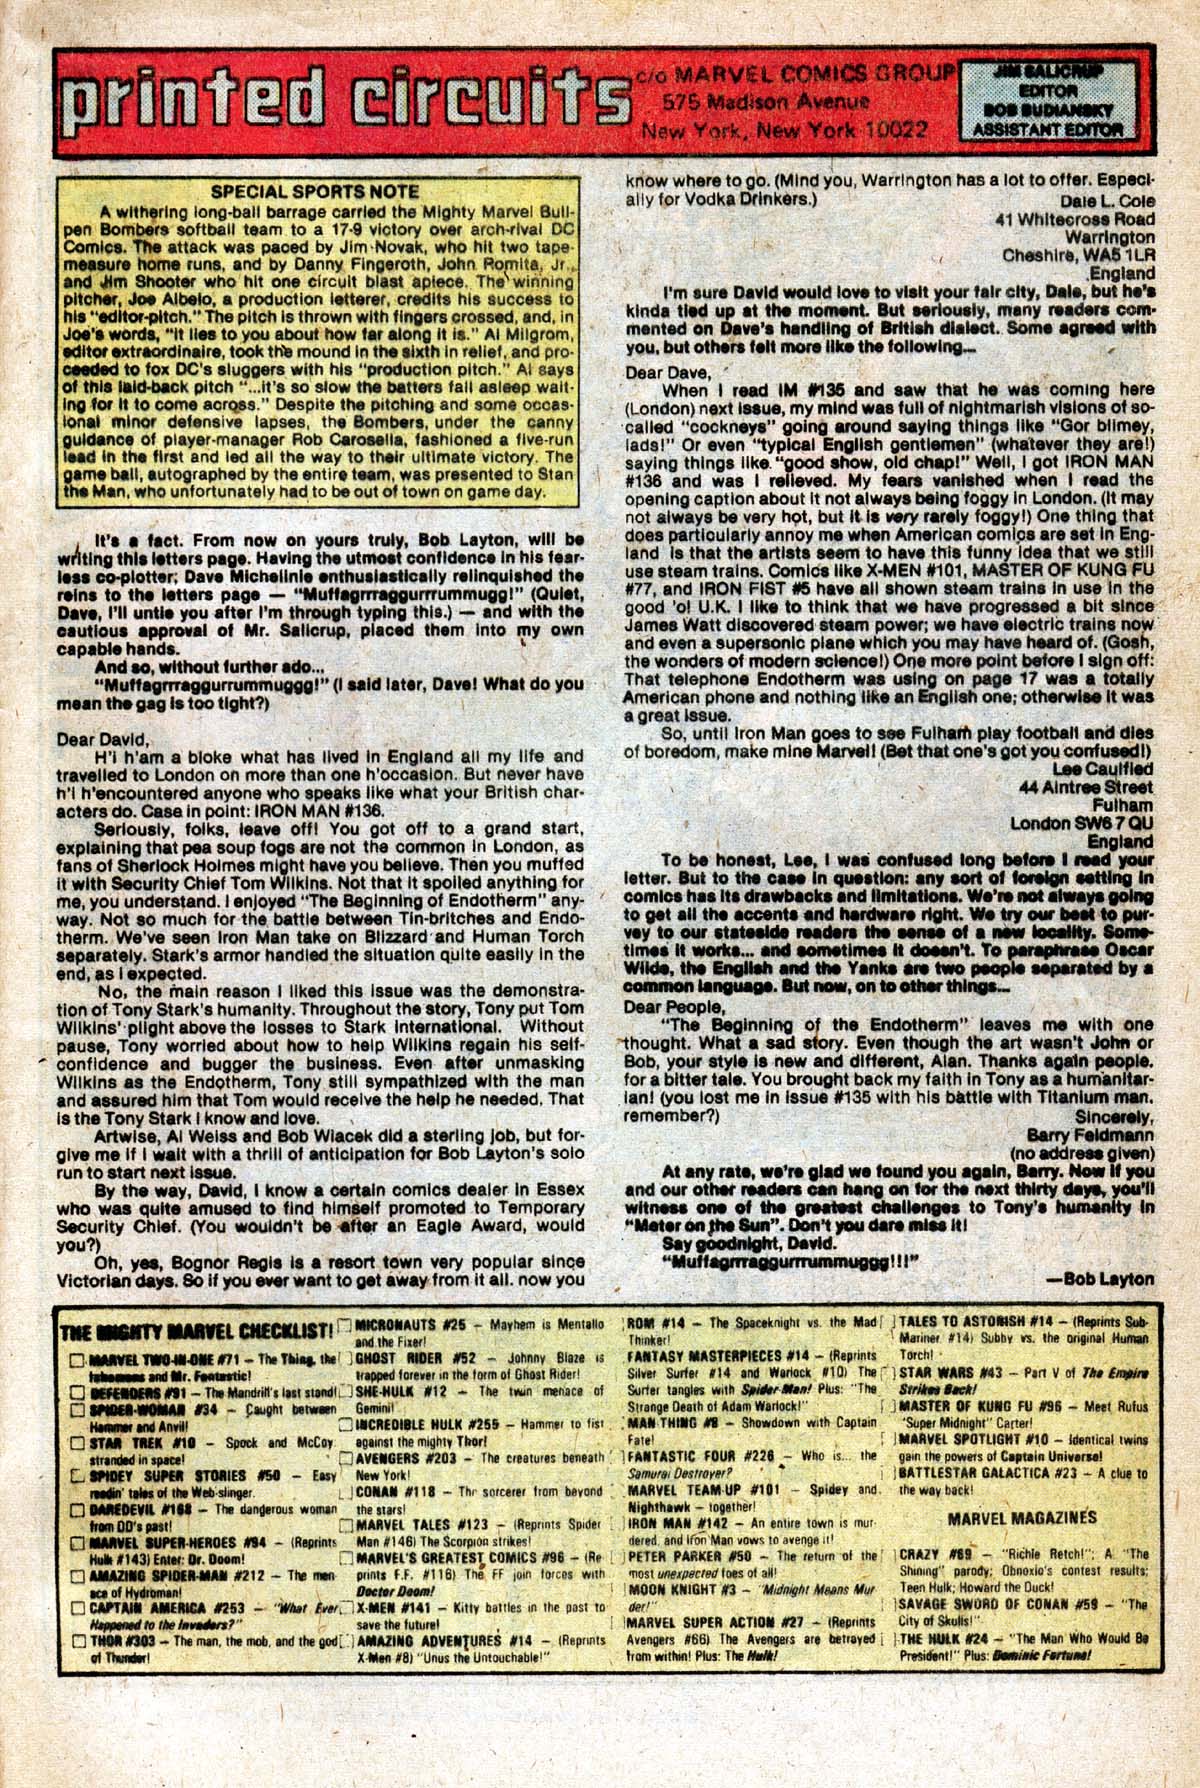 printed circuits
c/o MARVEL COMICS GROUP
575 Madison Avenue
New York, New York 10022
JIM SALICRUP
EDITOR
BOB BUDIANSKY
ASSISTANT EDITOR
SPECIAL SPORTS NOTE
A withering long-ball barrage carried the Mighty Marvel Bull-
pen Bombers softball team to a 17-9 victory over arch-rival DC
Comics. The attack was paced by Jim Novak, who hit two tape-
measure home runs, and by Danny Fingeroth, John Romita, Jr.,
and Jim Shooter who hit one circuit blast apiece. The winning
pitcher, Joe Albelo, a production letterer, credits his success to
his "editor-pitch." The pitch is thrown with fingers crossed, and, in
Joe's words, "it lies to you about how far along it is." Al Milgrom,
editor extraordinaire, took the mound in the sixth in relief, and pro-
ceeded to fox DC's sluggers with his "production pitch." Al says
of this laid-back pitch "...it's so slow the batters fall asleep wait-
ing for it to come across." Despite the pitching and some occas-
ional minor defensive lapses, the Bombers, under the canny
guidance of player-manager Rob Carosella, fashioned a five-run
lead in the first and led all the way to their ultimate victory. The
game ball, autographed by the entire team, was presented to Stan
the Man, who unfortunately had to be out of town on game day.
It's a fact. From now on yours truly, Bob Layton, will be
writing this letters page. Having the utmost confidence in his fear-
less co-plotter, Dave Michelinie enthusiastically relinquished the
reins to the letters page — "Muffagrrraggurrrummugg!" (Quiet,
Dave, I'll untie you after I'm through typing this.) — and with the
cautious approval of Mr. Salicrup, placed them into my own
capable hands.
And so, without further ado...
"Muffagrrraggurrummuggg!" (I said later, Dave! What do you
mean the gag is too tight?)
Dear David,
H'i h'am a bloke what has lived in England all my life and
travelled to London on more than one h'occasion. But never have
h'i h'encountered anyone who speaks like what your British char-
acters do. Case in point: IRON MAN #136.
Seriously, folks, leave off! You got off to a grand start,
explaining that pea soup fogs are not the common in London, as
fans of Sherlock Holmes might have you believe. Then you muffed
it with Security Chief Tom Wilkins. Not that it spoiled anything for
me, you understand. I enjoyed "The Beginning of Endotherm" any-
way. Not so much for the battle between Tin-britches and Endo-
therm. We've seen Iron Man take on Blizzard and Human Torch
separately. Stark's armor handled the situation quite easily in the
end, as I expected.
No, the main reason I liked this issue was the demonstra-
tion of Tony Stark's humanity. Throughout the story, Tony put Tom
Wilkins' plight above the losses to Stark International. Without
pause, Tony worried about how to help Wilkins regain his self-
confidence and bugger the business. Even after unmasking
Wilkins as the Endotherm, Tony still sympathized with the man
and assured him that Tom would receive the help he needed. That
is the Tony Stark I know and love.
Artwise, Al Weiss and Bob Wiacek did a sterling job, but for-
give me if I wait with a thrill of anticipation for Bob Layton's solo
run to start next issue.
By the way, David, I know a certain comics dealer in Essex
who was quite amused to find himself promoted to Temporary
Security Chief. (You wouldn't be after an Eagle Award, would
you?)
Oh, yes, Bognor Regis is a resort town very popular since
Victorian days. So if you ever want to get away from it all. now you
know where to go. (Mind you, Warrington has a lot to offer. Especi-
ally for Vodka Drinkers.)
Dale L. Cole
41 Whitecross Road
Warrington
Cheshire, WA5 1LR
England
I'm sure David would love to visit your fair city, Dale, but he's
kinda tied up at the moment. But seriously, many readers com-
mented on Dave's handling of British dialect. Some agreed with
you, but others felt more like the following...
Dear Dave,
When I read IM #135 and saw that he was coming here
(London) next issue, my mind was full of nightmarish visions of so-
called "cockneys" going around saying things like "Gor blimey,
lads!" Or even "typical English gentlemen" (whatever they are!)
saying things like "good show, old chap!" Well, I got IRON MAN
#136 and was I relieved. My fears vanished when I read the
opening caption about it not always being foggy in London. (It may
not always be very hot, but it is very rarely foggy!) One thing that
does particularly annoy me when American comics are set in Eng-
land is that the artists seem to have this funny idea that we still
use steam trains. Comics like X-MEN #101, MASTER OF KUNG FU
#77, and IRON FIST #5 have all shown steam trains in use in the
good 'o! U.K. I like to think that we have progressed a bit since
James Watt discovered steam power; we have electric trains now
and even a supersonic plane which you may have heard of. (Gosh,
the wonders of modern science!) One more point before I sign off:
That telephone Endotherm was using on page 17 was a totally
American phone and nothing like an English one; otherwise it was
a great issue.
So, until Iron Man goes to see Fulham play football and dies
of boredom, make mine Marvel! (Bet that one's got you confused!)
Lee Caulfied
44 Aintree Street
Fulham
London SW6 7 QU
England
To be honest, Lee, I was confused long before I read your
letter. But to the case in question: any sort of foreign setting in
comics has its drawbacks and limitations. We're not always going
to get all the accents and hardware right. We try our best to pur-
vey to our stateside readers the sense of a new locality. Some-
times it works... and sometimes it doesn't. To paraphrase Oscar
Wilde, the English and the Yanks are two people separated by a
common language. But now, on to other things...
Dear People,
"The Beginning of the Endotherm" leaves me with one
thought. What a sad story. Even though the art wasn't John or
Bob, your style is new and different, Alan. Thanks again people.
for a bitter tale. You brought back my faith in Tony as a humanitar-
ian! (you lost me in issue #135 with his battle with Titanium man.
remember?)
Sincerely,
Barry Feldmann
(no address given)
At any rate, we're glad we found you again, Barry. Now if you
and our other readers can hang on for the next thirty days, you'll
witness one of the greatest challenges to Tony's humanity in
"Meter on the Sun". Don't you dare miss it!
Say goodnight, David.
"Muffagrrraggurrrummuggg!!!"
—Bob Layton
THE MIGHTY MARVEL CHECKLIST!
MARVEL TWO-IN-ONE #71 – The Thing, the
Inhumans and Mr. Fantastic!
DEFENDERS #91 – The Mandrill's last stand!
SPIDER-WOMAN #34 – Caught between
Hammer and Anvil!
STAR TREK #10 – Spock and McCoy
stranded in space!
SPIDEY SUPER STORIES #50 – Easy
readin' tales of the Web-slinger.
DAREDEVIL #168 – The dangerous woman
from DD's past!
MARVEL SUPER-HEROES #94 – (Reprints
Hulk #143) Enter: Dr. Doom!
AMAZING SPIDER-MAN #212 – The men-
ace of Hydroman!
CAPTAIN AMERICA #253 – "What Ever
Happened to the Invaders?"
THOR #303 – The man, the mob, and the god
of Thunder!
MICRONAUTS #25 – Mayhem is Mentallo
and the Fixer!
GHOST RIDER #52 – Johnny Blaze is
trapped forever in the form of Ghost Rider!
SHE-HULK #12 – The twin menace of
Gemini!
INCREDIBLE HULK #255 – Hammer to fist
against the mighty Thor!
AVENGERS #203 – The creatures beneath
New York!
CONAN #118 – The sorcerer from beyond
the stars!
MARVEL TALES #123 – (Reprints Spider
Man #146) The Scorpion strikes!
MARVEL'S GREATEST COMICS #96 – (Re
prints F.F. #116) The FF join forces with
Doctor Doom!
X-MEN #141 – Kitty battles in the past to
save the future!
AMAZING ADVENTURES #14 – (Reprints
X-Men #8) "Unus the Untouchable!"
ROM #14 – The Spaceknight vs. the Mad
Thinker!
FANTASY MASTERPIECES #14 – (Reprints
Silver Surfer #14 and Warlock #10) The
Surfer tangles with Spider-Man! Plus: "The
Strange Death of Adam Warlock!"
MAN-THING #8 – Showdown with Captain
Fate!
FANTASTIC FOUR #226 – Who is... the
Samurai Destroyer?
MARVEL TEAM-UP #101 – Spidey and
Nighthawk – together!
IRON MAN #142 – An entire town is mur-
dered, and Iron Man vows to avenge it!
PETER PARKER #50 – The return of the
most unexpected foes of all!
MOON KNIGHT #3 – "Midnight Means Mur
der!"
MARVEL SUPER ACTION #27 – (Reprints
Avengers #66) The Avengers are betrayed
from within! Plus: The Hulk!
TALES TO ASTONISH #14 – (Reprints Sub-
Mariner #14) Subby vs. the original Human
Torch!
STAR WARS #43 – Part V of The Empire
Strikes Back!
MASTER OF KUNG FU #96 – Meet Rufus
"Super Midnight" Carter!
MARVEL SPOTLIGHT #10 – Identical twins
gain the powers of Captain Universe!
BATTLESTAR GALACTICA #23 – A clue to
the way back!
MARVEL MAGAZINES
CRAZY #69 – "Richie Retch!"; A "The
Shining" parody; Obnoxio's contest results;
Teen Hulk; Howard the Duck!
SAVAGE SWORD OF CONAN #59 – "The
City of Skulls!"
THE HULK #24 – "The Man Who Would Be
President!" Plus: Dominic Fortune!